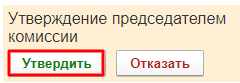 Утверждение председателем
комиссии
Утвердить Отказать